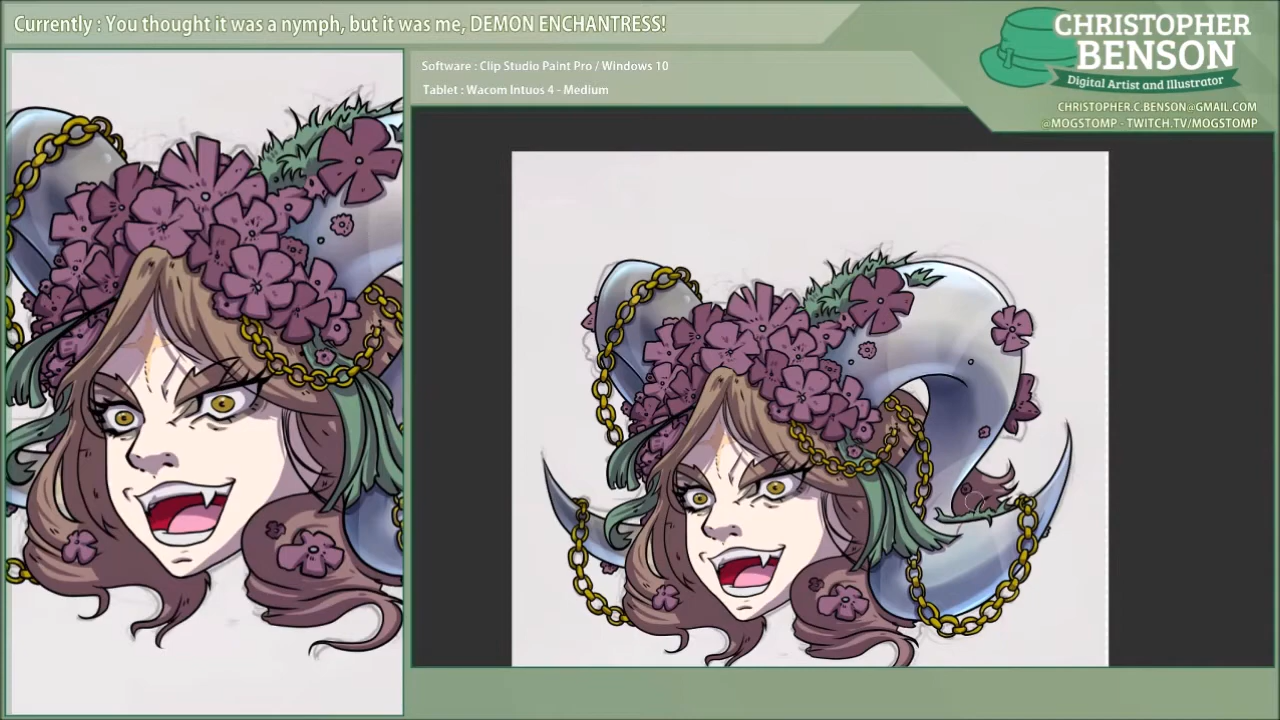 Currently : You thought it was a nymph, but it was me, DEMON ENCHANTRESS!
Software : Clip Studio Paint Pro / Windows 10
Tablet : Wacom Intuos 4 - Medium
CHRISTOPHER
BENSON
Digital Artist and Illustrator
CHRISTOPHER.C.BENSON@GMAIL.COM
@MOGSTOMP - TWITCH.TV/MOGSTOMP